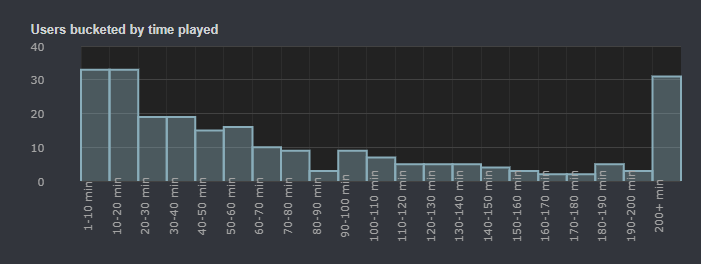 Users bucketed by time played
40
30
20
10
0
1-10 min
10-20 min
20-30 min
30-40 min
40-50 min
50-60 min
60-70 min
70-80 min
80-90 min
90-100 min
100-110 min
110-120 min
120-130 min
130-140 min
140-150 min
150-160 min
160-170 min
170-180 min
180-190 min
190-200 min
200+ min